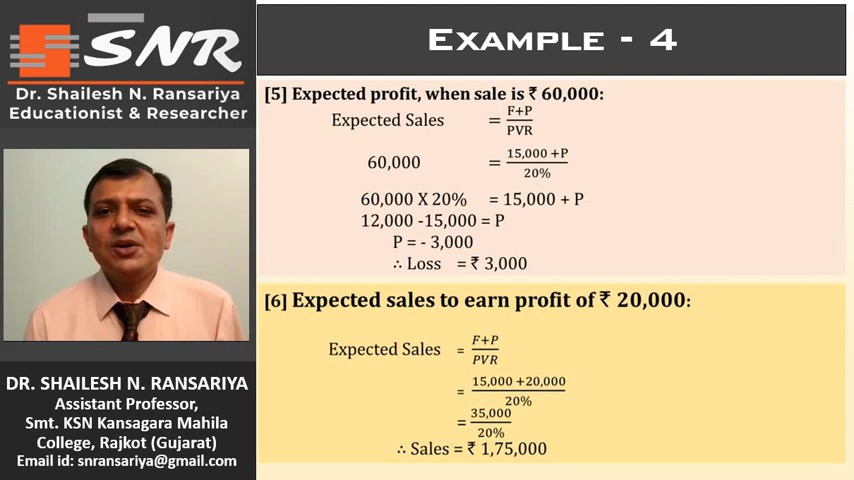 SNR
Dr. Shailesh N. Ransariya
Educationist & Researcher
DR. SHAILESH N. RANSARIYA
Assistant Professor,
Smt. KSN Kansagara Mahila
College, Rajkot (Gujarat)
Email id: snransariya@gmail.com
EXAMPLE - 4
[5] Expected profit, when sale is ₹ 60,000:
Expected Sales = F+P / PVR
60,000 = 15,000 +P / 20%
60,000 X 20% = 15,000 + P
12,000 -15,000 = P
P = - 3,000
∴ Loss = ₹ 3,000
[6] Expected sales to earn profit of ₹ 20,000:
Expected Sales = F+P / PVR
= 15,000 +20,000 / 20%
= 35,000 / 20%
∴ Sales = ₹ 1,75,000